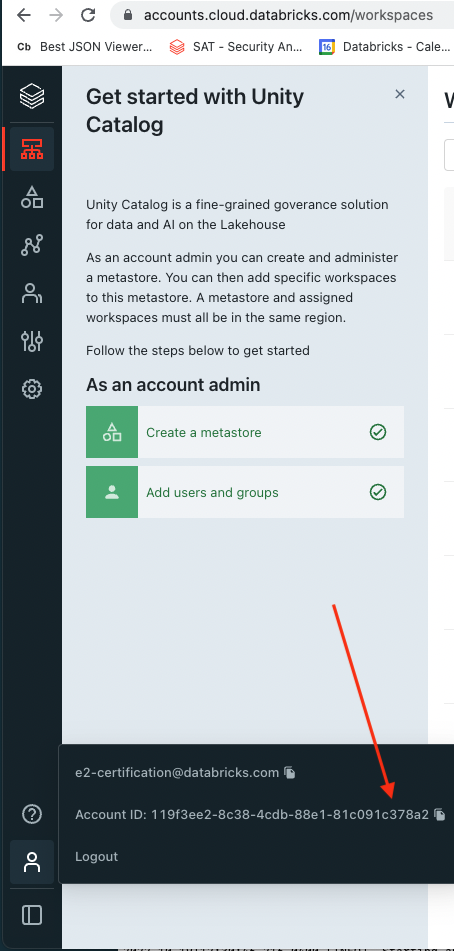 accounts.cloud.databricks.com/workspaces
Cb Best JSON Viewer... SAT - Security An... 16 Databricks - Cale...
Get started with Unity
Catalog
Unity Catalog is a fine-grained goverance solution
for data and AI on the Lakehouse
As an account admin you can create and administer
a metastore. You can then add specific workspaces
to this metastore. A metastore and assigned
workspaces must all be in the same region.
Follow the steps below to get started
As an account admin
Create a metastore
Add users and groups
e2-certification@databricks.com
Account ID: 119f3ee2-8c38-4cdb-88e1-81c091c378a2
Logout